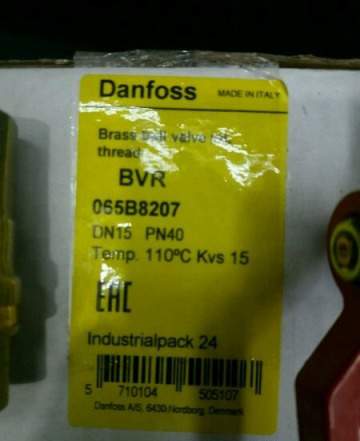 Danfoss MADE IN ITALY
Brass ball valve
thread
BVR
065B8207
DN15 PN40
Temp. 110ºC Kvs 15
EAC
Industrialpack 24
5 710104 505107
Danfoss A/S, 6430 Nordborg, Denmark